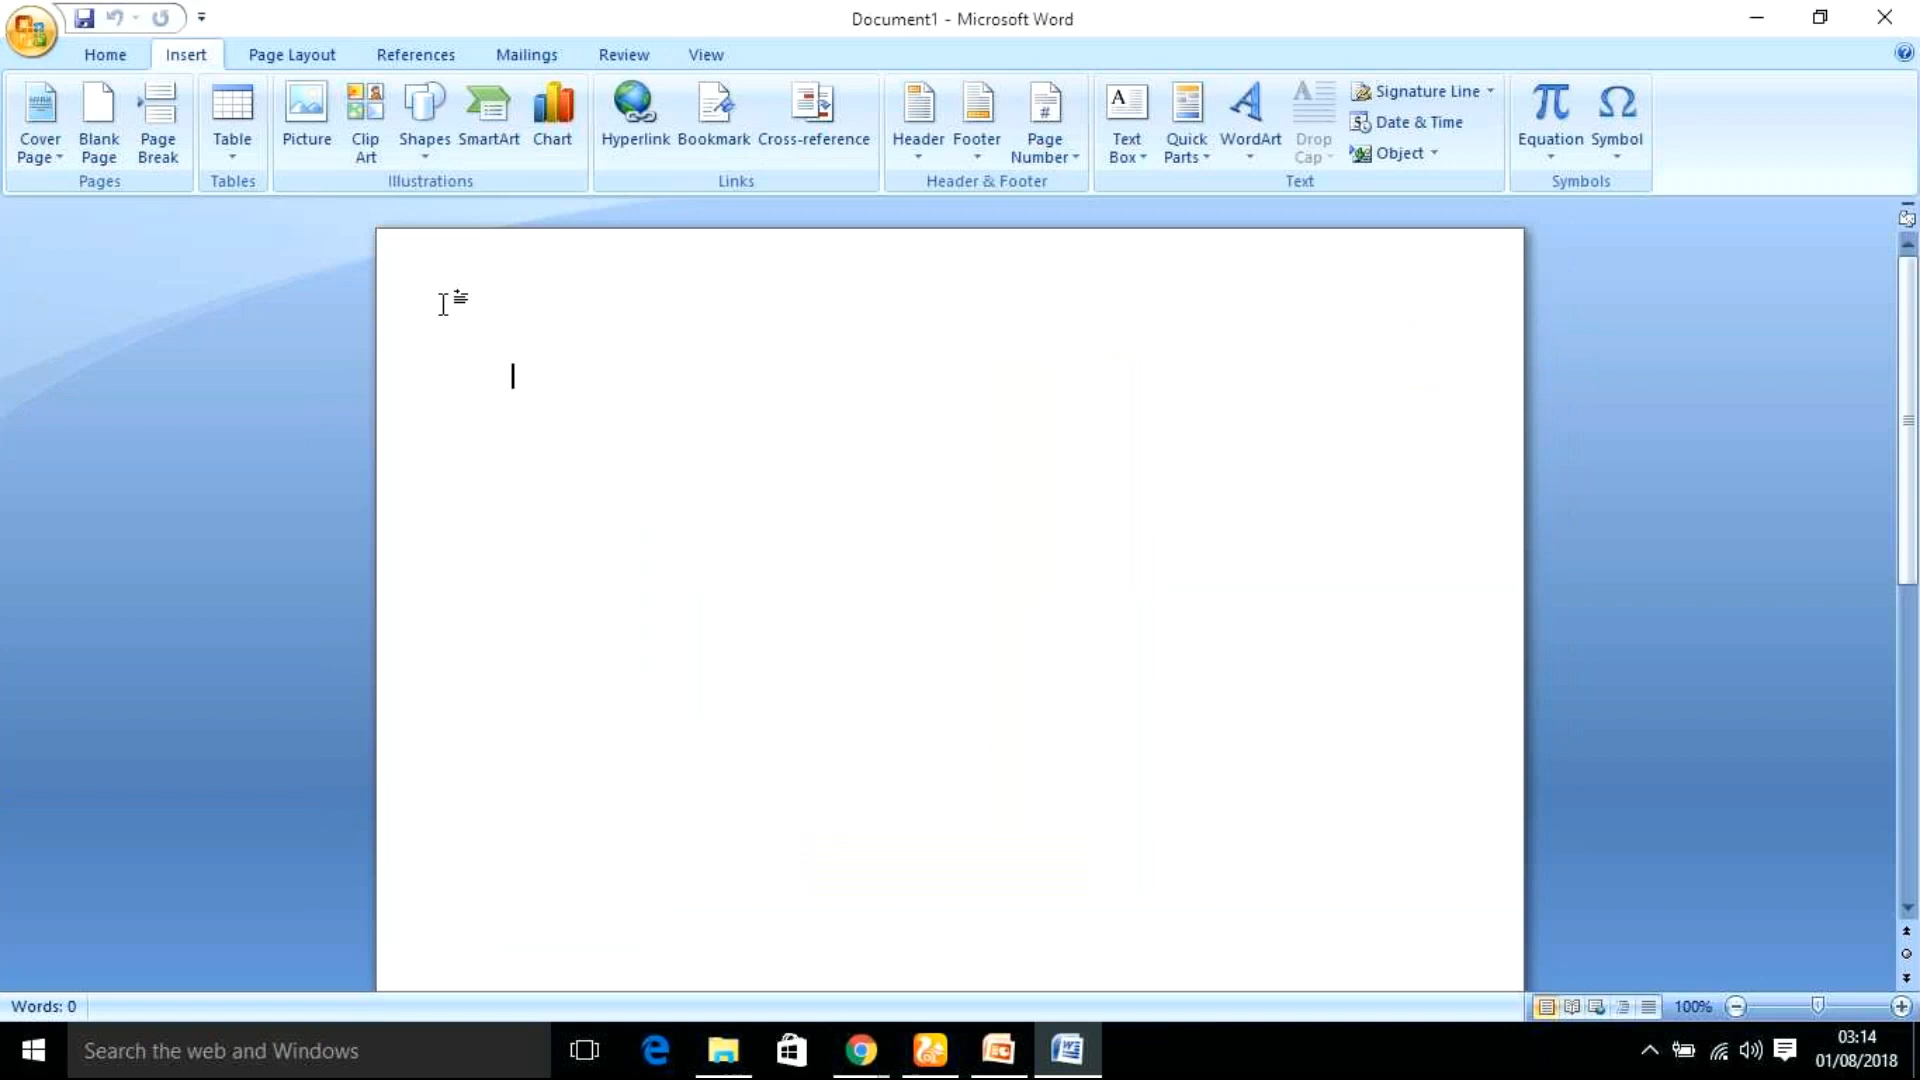 Document1 - Microsoft Word
Home Insert Page Layout References Mailings Review View
Cover Page Blank Page Page Break
Pages
Table
Tables
Picture Clip Art Shapes SmartArt Chart
Illustrations
Hyperlink Bookmark Cross-reference
Links
Header Footer Page Number
Header & Footer
Text Box Quick Parts WordArt Drop Cap
Signature Line
Date & Time
Object
Text
Equation Symbol
Symbols
Words: 0
100%
Search the web and Windows
03:14
01/08/2018